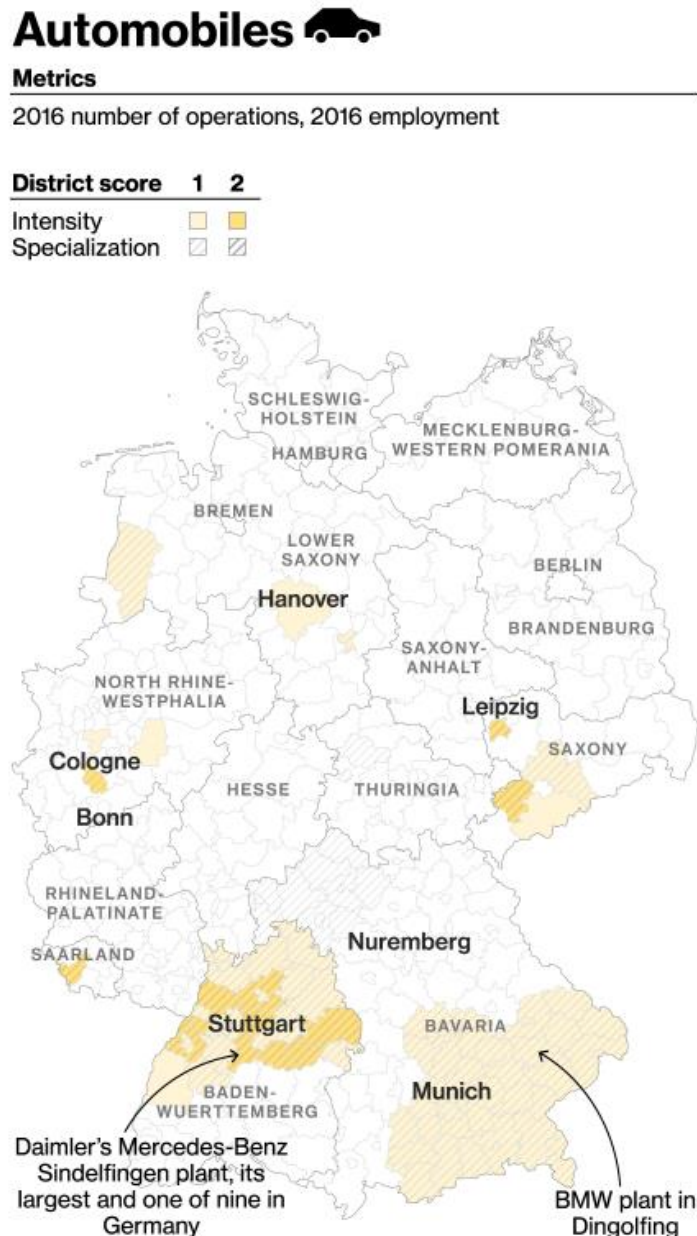 Automobiles
Metrics
2016 number of operations, 2016 employment
District score 1 2
Intensity
Specialization
SCHLESWIG-
HOLSTEIN
MECKLENBURG-
WESTERN POMERANIA
HAMBURG
BREMEN
LOWER
SAXONY
BERLIN
Hanover
BRANDENBURG
SAXONY-
ANHALT
NORTH RHINE-
WESTPHALIA
Leipzig
SAXONY
Cologne
HESSE
THURINGIA
Bonn
RHINELAND-
PALATINATE
Nuremberg
SAARLAND
Stuttgart
BAVARIA
Munich
BADEN-
WUERTTEMBERG
Daimler's Mercedes-Benz
Sindelfingen plant, its
largest and one of nine in
Germany
BMW plant in
Dingolfing